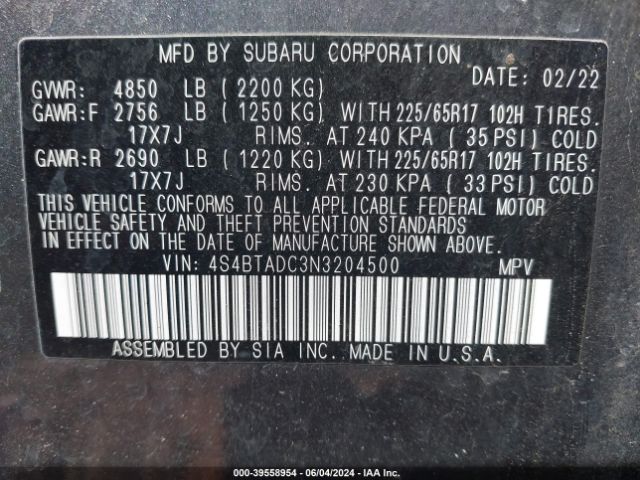 MFD BY SUBARU CORPORATION
GVWR: 4850 LB (2200 KG) DATE: 02/22
GAWR:F 2756 LB (1250 KG) WITH 225/65R17 102H TIRES.
17X7J RIMS. AT 240 KPA (35 PSI) COLD
GAWR:R 2690 LB (1220 KG) WITH 225/65R17 102H TIRES.
17X7J RIMS. AT 230 KPA (33 PSI) COLD
THIS VEHICLE CONFORMS TO ALL APPLICABLE FEDERAL MOTOR
VEHICLE SAFETY AND THEFT PREVENTION STANDARDS
IN EFFECT ON THE DATE OF MANUFACTURE SHOWN ABOVE.
VIN: 4S4BTADC3N3204500 MPV
ASSEMBLED BY SIA INC. MADE IN U.S.A.
000-39558954 - 06/04/2024 - IAA Inc.